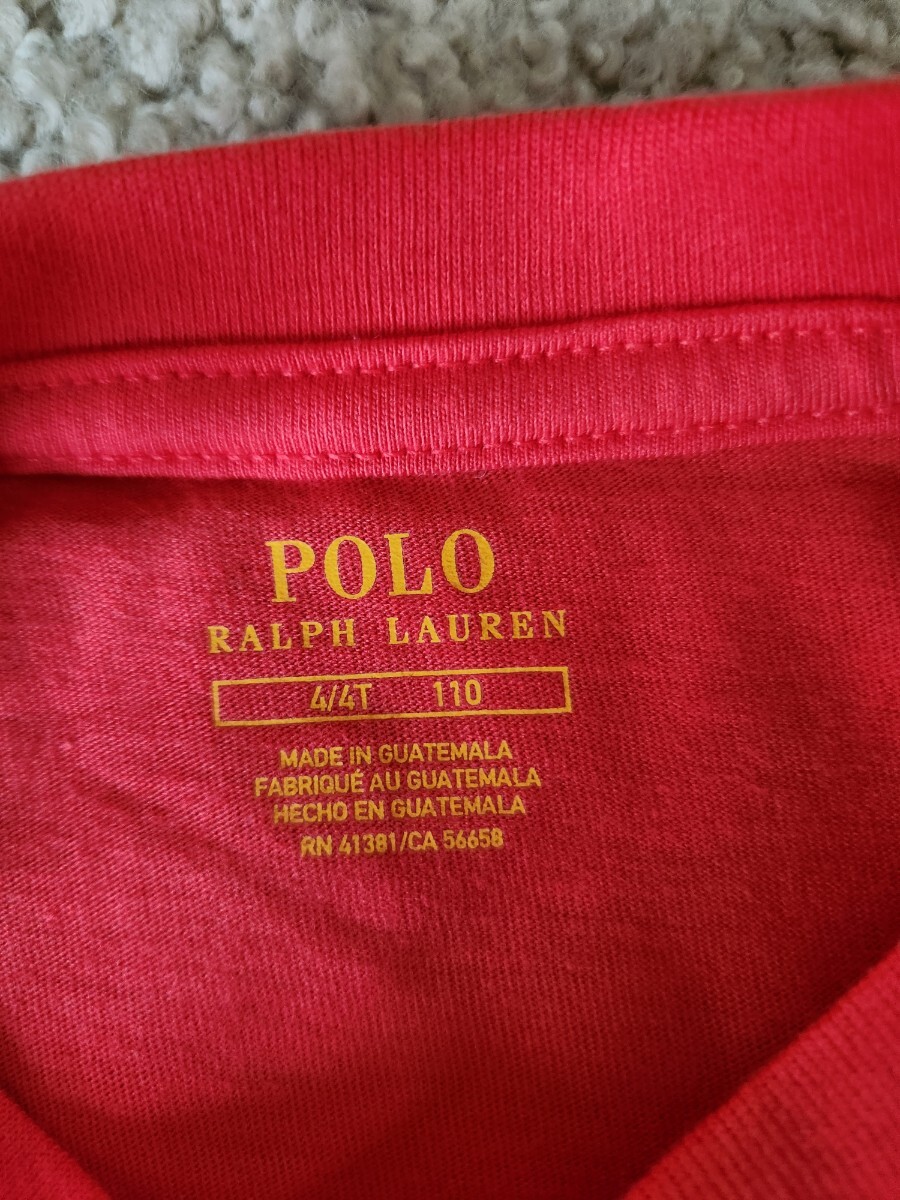 POLO
RALPH LAUREN
4/4T 110
MADE IN GUATEMALA
FABRIQUÉ AU GUATEMALA
HECHO EN GUATEMALA
RN 41381/CA 56658